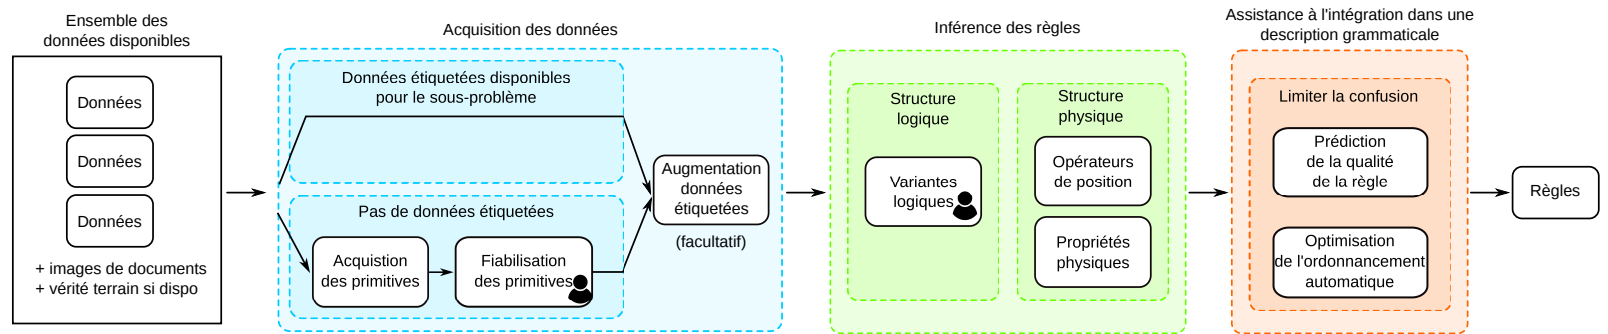 Ensemble des
données disponibles
Données
Données
Données
+ images de documents
+ vérité terrain si dispo
Acquisition des données
Données étiquetées disponibles
pour le sous-problème
Pas de données étiquetées
Acquistion
des primitives
Fiabilisation
des primitives
Augmentation
données
étiquetées
(facultatif)
Inférence des règles
Structure
logique
Variantes
logiques
Structure
physique
Opérateurs
de position
Propriétés
physiques
Assistance à l'intégration dans une
description grammaticale
Limiter la confusion
Prédiction
de la qualité
de la règle
Optimisation
de l'ordonnancement
automatique
Règles